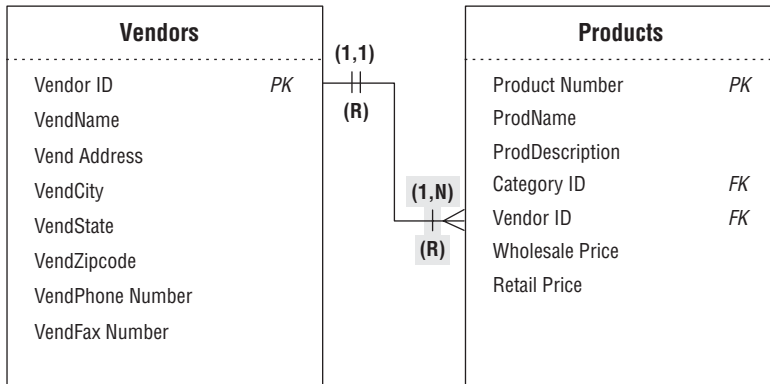 Vendors
Vendor ID PK
VendName
Vend Address
VendCity
VendState
VendZipcode
VendPhone Number
VendFax Number
(1,1)
(R)
(1,N)
(R)
Products
Product Number PK
ProdName
ProdDescription
Category ID FK
Vendor ID FK
Wholesale Price
Retail Price